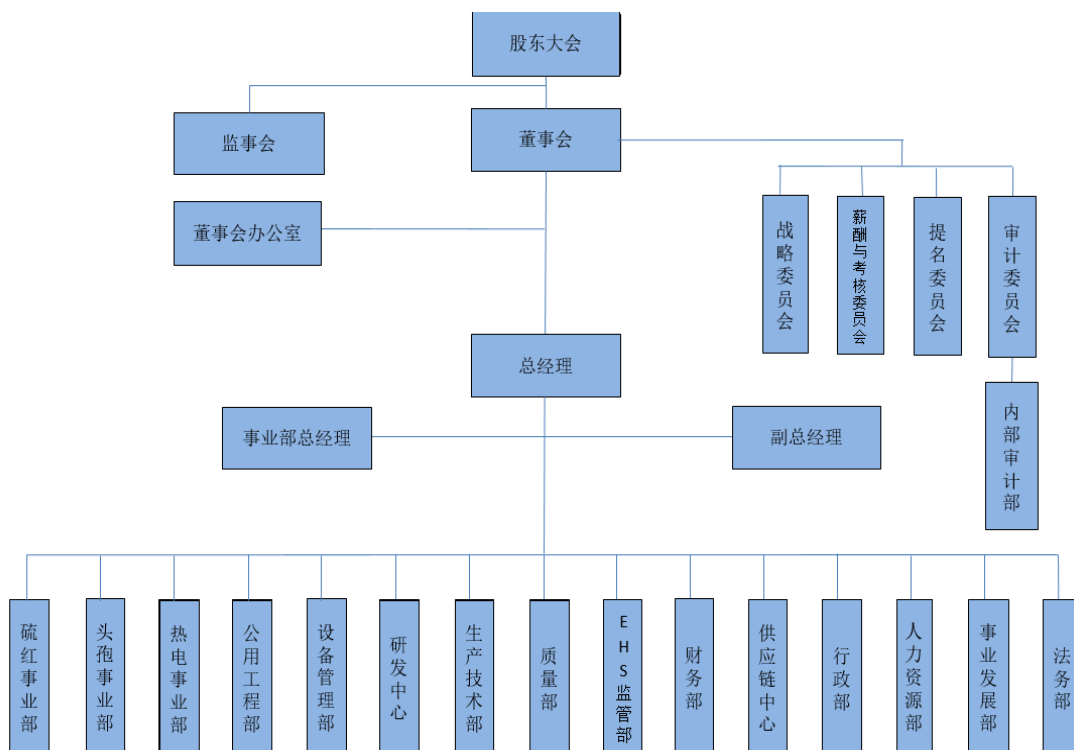 股东大会
监事会
董事会
董事会办公室
战略委员会
薪酬与考核委员会
提名委员会
审计委员会
总经理
内部审计部
事业部总经理
副总经理
硫红事业部
头孢事业部
热电事业部
公用工程部
设备管理部
研发中心
生产技术部
质量部
EHS监管部
财务部
供应链中心
行政部
人力资源部
事业发展部
法务部